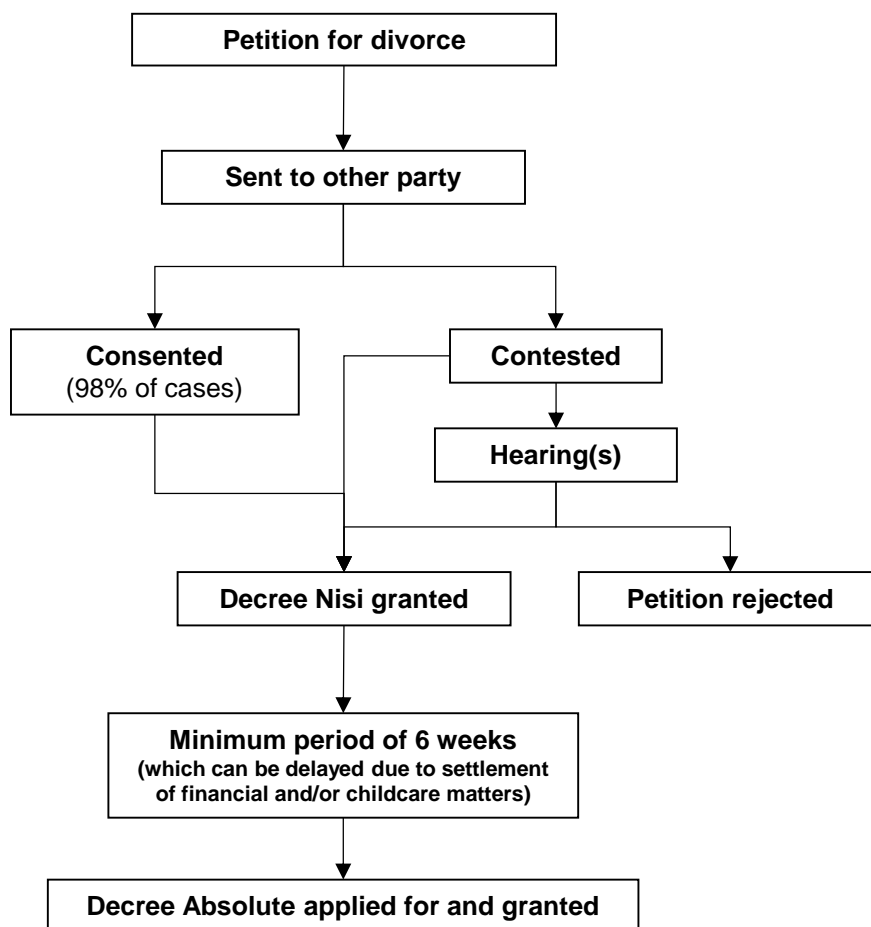 Petition for divorce
Sent to other party
Consented
(98% of cases)
Contested
Hearing(s)
Decree Nisi granted
Petition rejected
Minimum period of 6 weeks
(which can be delayed due to settlement
of financial and/or childcare matters)
Decree Absolute applied for and granted